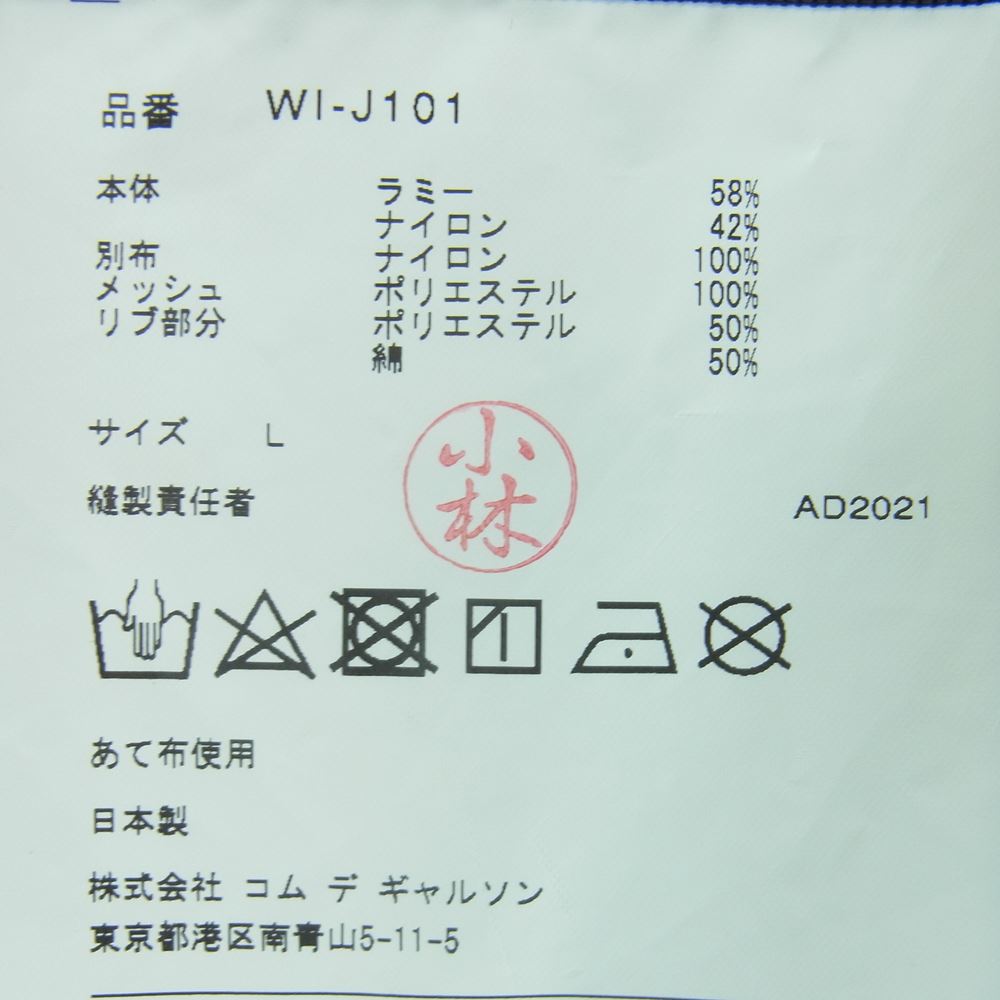 品番 WI-J101
本体 ラミー 58%
ナイロン 42%
別布 ナイロン 100%
メッシュ ポリエステル 100%
リブ部分 ポリエステル 50%
綿 50%
サイズ L
小林
縫製責任者 AD2021
あて布使用
日本製
株式会社 コム デ ギャルソン
東京都港区南青山5-11-5